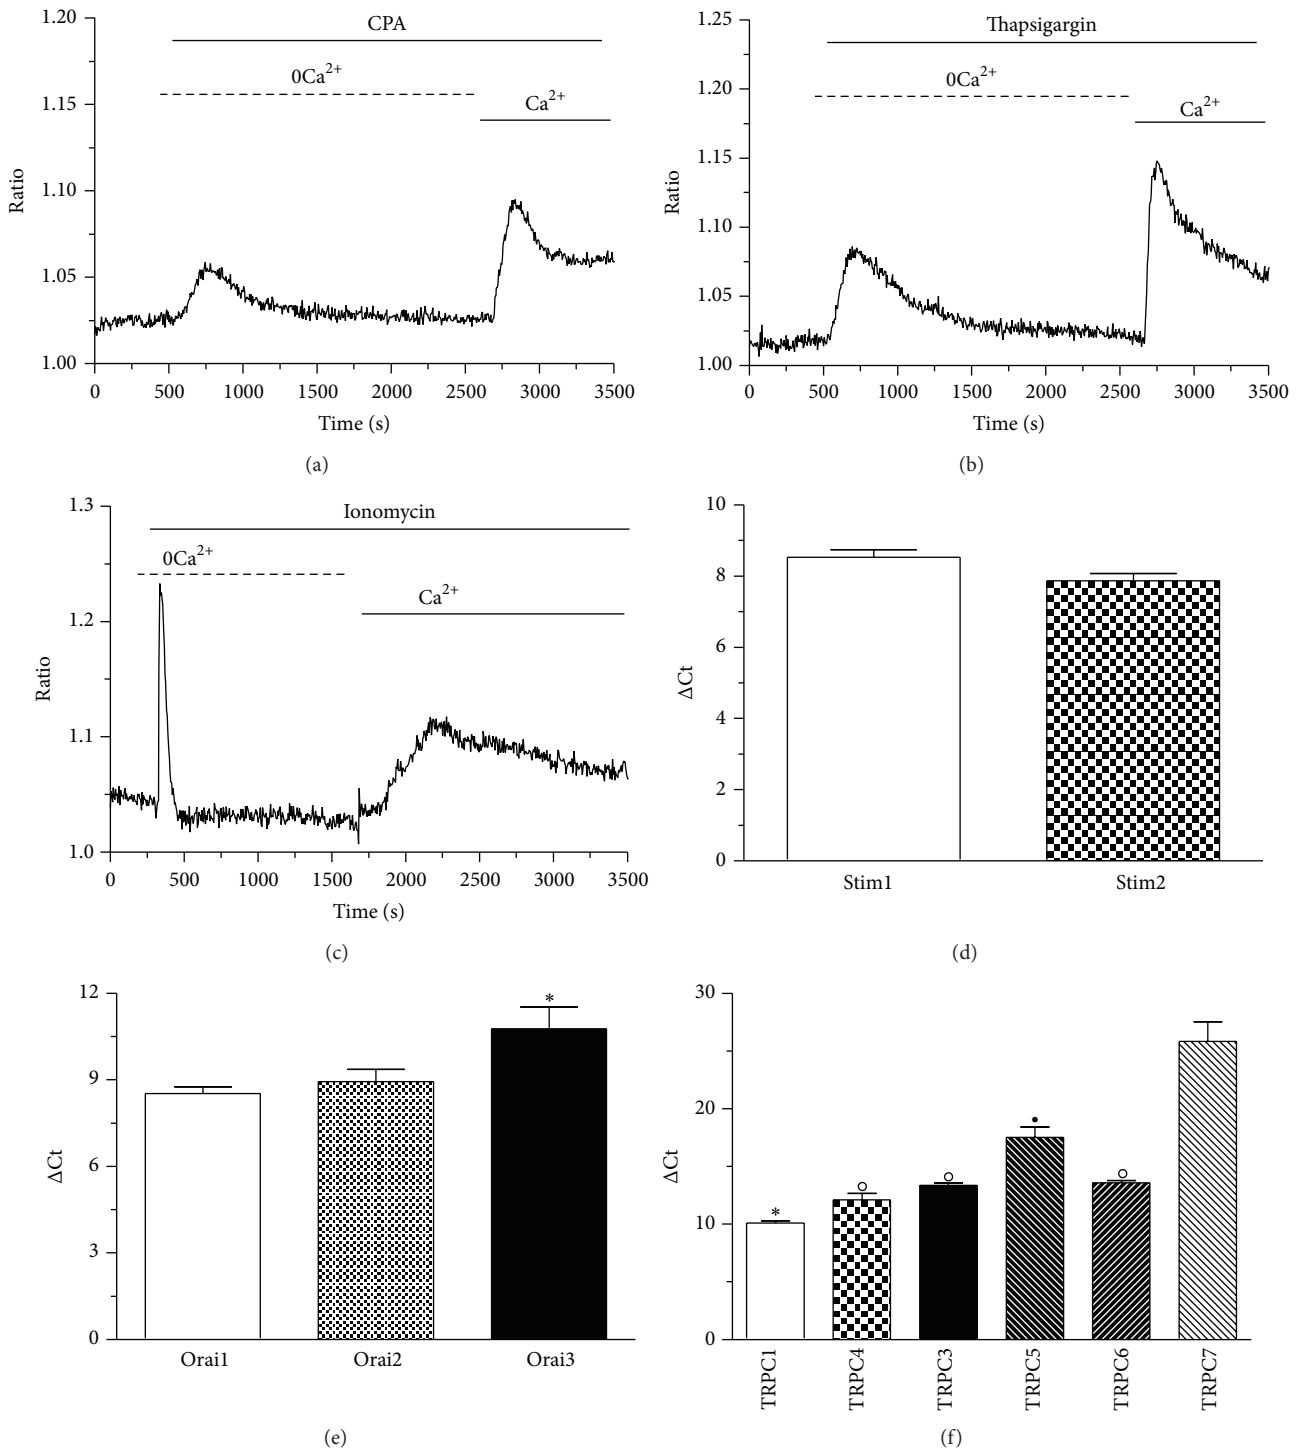 CPA
0Ca²⁺
Ca²⁺
1.20
1.15
1.10
1.05
1.00
Ratio
0 500 1000 1500 2000 2500 3000 3500
Time (s)
(a)
Thapsigargin
0Ca²⁺
Ca²⁺
1.25
1.20
1.15
1.10
1.05
1.00
Ratio
0 500 1000 1500 2000 2500 3000 3500
Time (s)
(b)
Ionomycin
0Ca²⁺
Ca²⁺
1.3
1.2
1.1
1.0
Ratio
0 500 1000 1500 2000 2500 3000 3500
Time (s)
(c)
10
8
6
4
2
0
ΔCt
Stim1 Stim2
(d)
12
9
6
3
0
ΔCt
*
Orai1 Orai2 Orai3
(e)
30
20
10
0
ΔCt
*
TRPC1
TRPC4
TRPC3
TRPC5
TRPC6
TRPC7
(f)